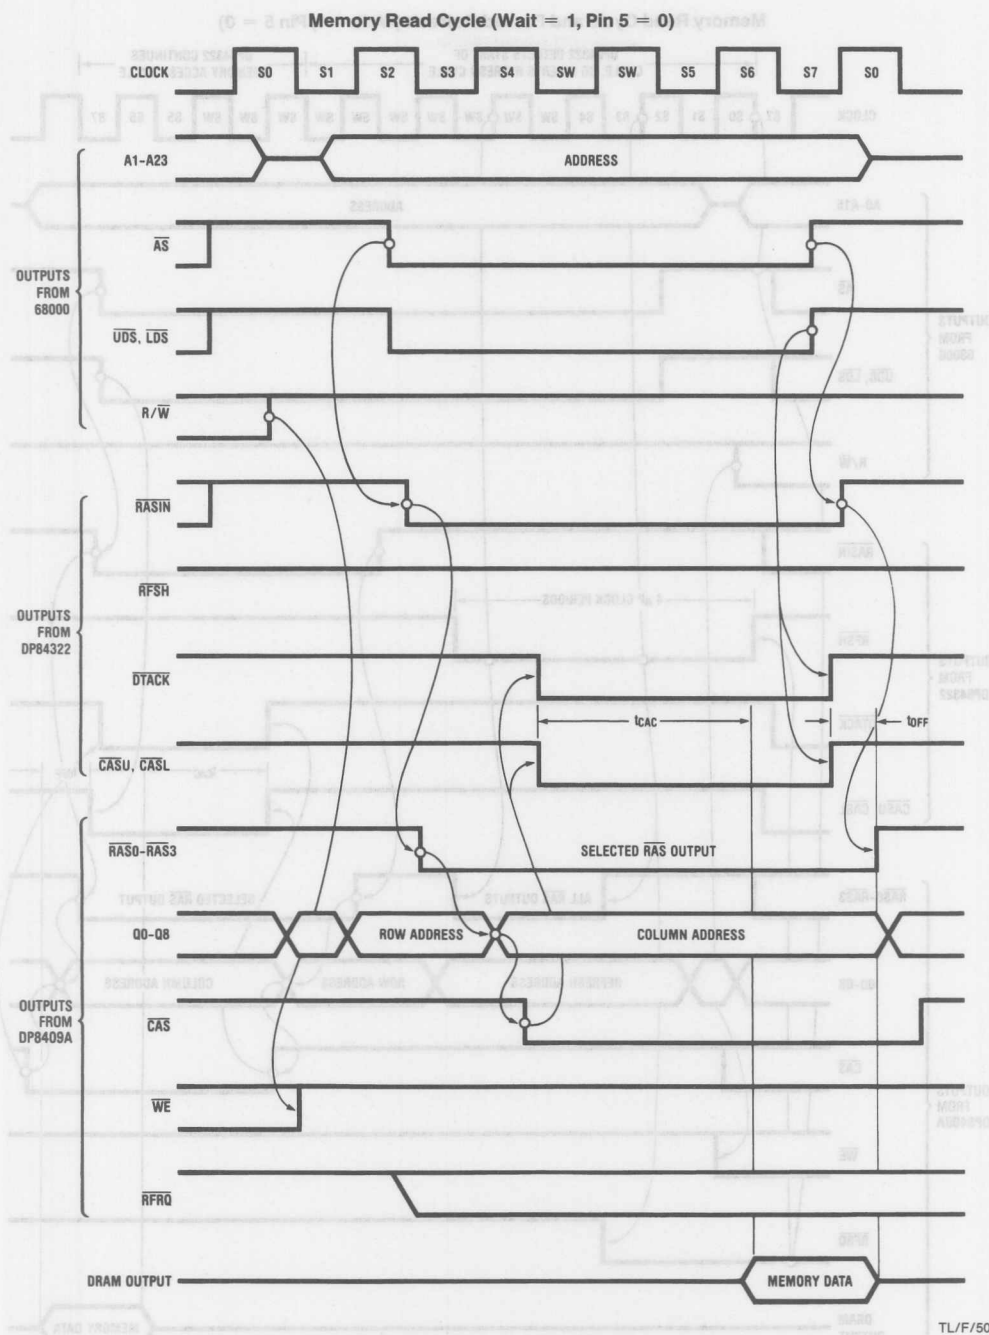 Memory Read Cycle (Wait = 1, Pin 5 = 0)
CLOCK S0 S1 S2 S3 S4 SW SW S5 S6 S7 S0
A1-A23 ADDRESS
AS
OUTPUTS
FROM
68000
UDS, LDS
R/W
RASIN
RFSH
OUTPUTS
FROM
DP84322
DTACK
tCAC tOFF
CASU, CASL
RAS0-RAS3 SELECTED RAS OUTPUT
Q0-Q8 ROW ADDRESS COLUMN ADDRESS
OUTPUTS
FROM
DP8409A
CAS
WE
RFRQ
DRAM OUTPUT MEMORY DATA
TL/F/50